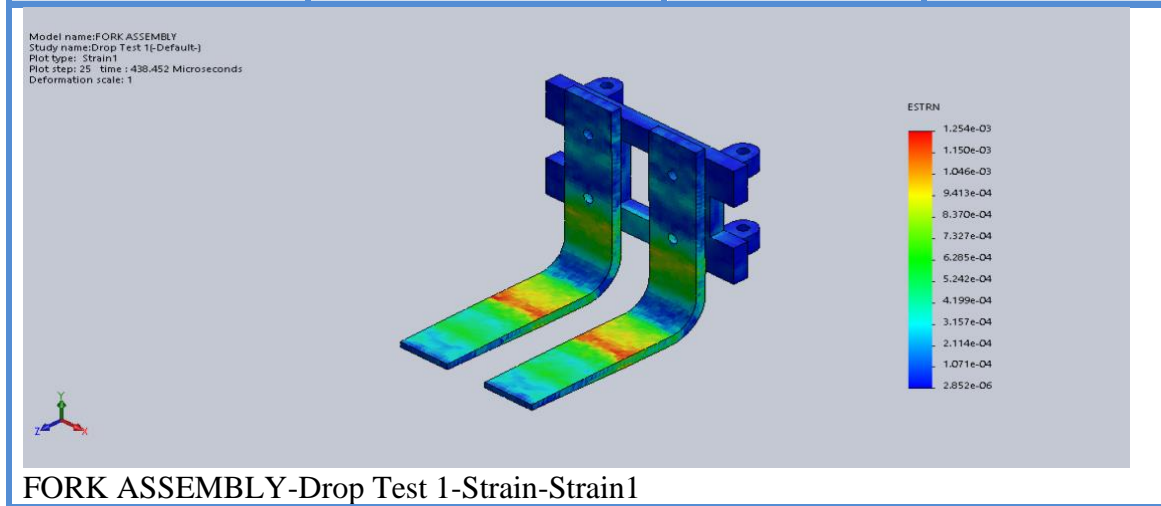 Model name:FORK ASSEMBLY
Study name:Drop Test 1(-Default-)
Plot type: Strain1
Plot step: 25 time : 438.452 Microseconds
Deformation scale: 1
ESTRN
1.254e-03
1.150e-03
1.046e-03
9.413e-04
8.370e-04
7.327e-04
6.285e-04
5.242e-04
4.199e-04
3.157e-04
2.114e-04
1.071e-04
2.852e-06
Y
Z
X
FORK ASSEMBLY-Drop Test 1-Strain-Strain1